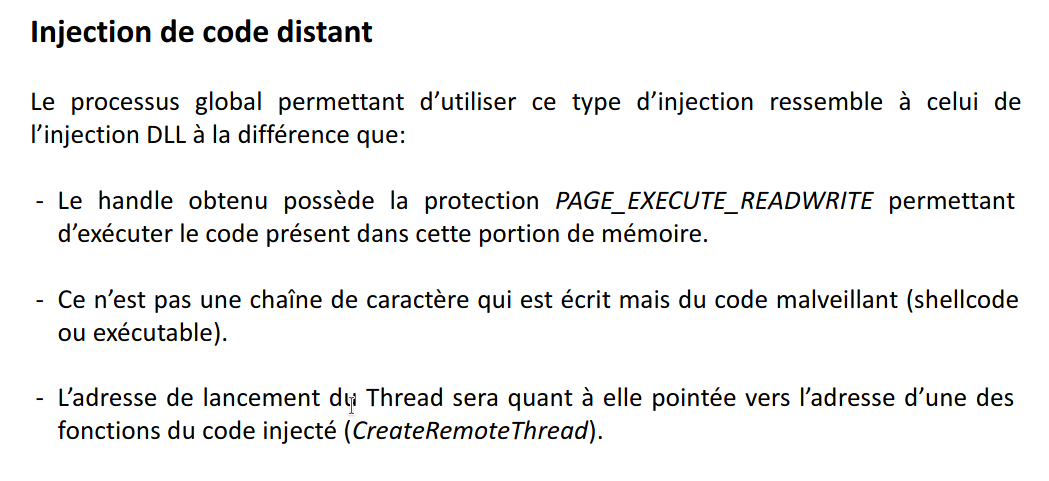 Injection de code distant
Le processus global permettant d’utiliser ce type d’injection ressemble à celui de
l’injection DLL à la différence que:
- Le handle obtenu possède la protection PAGE_EXECUTE_READWRITE permettant
d’exécuter le code présent dans cette portion de mémoire.
- Ce n’est pas une chaîne de caractère qui est écrit mais du code malveillant (shellcode
ou exécutable).
- L’adresse de lancement du Thread sera quant à elle pointée vers l’adresse d’une des
fonctions du code injecté (CreateRemoteThread).